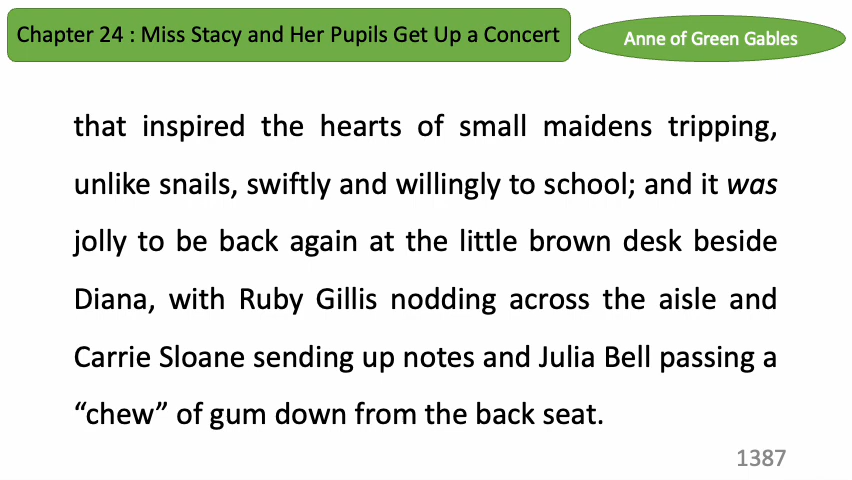 Chapter 24 : Miss Stacy and Her Pupils Get Up a Concert
Anne of Green Gables
that inspired the hearts of small maidens tripping,
unlike snails, swiftly and willingly to school; and it was
jolly to be back again at the little brown desk beside
Diana, with Ruby Gillis nodding across the aisle and
Carrie Sloane sending up notes and Julia Bell passing a
“chew” of gum down from the back seat.
1387